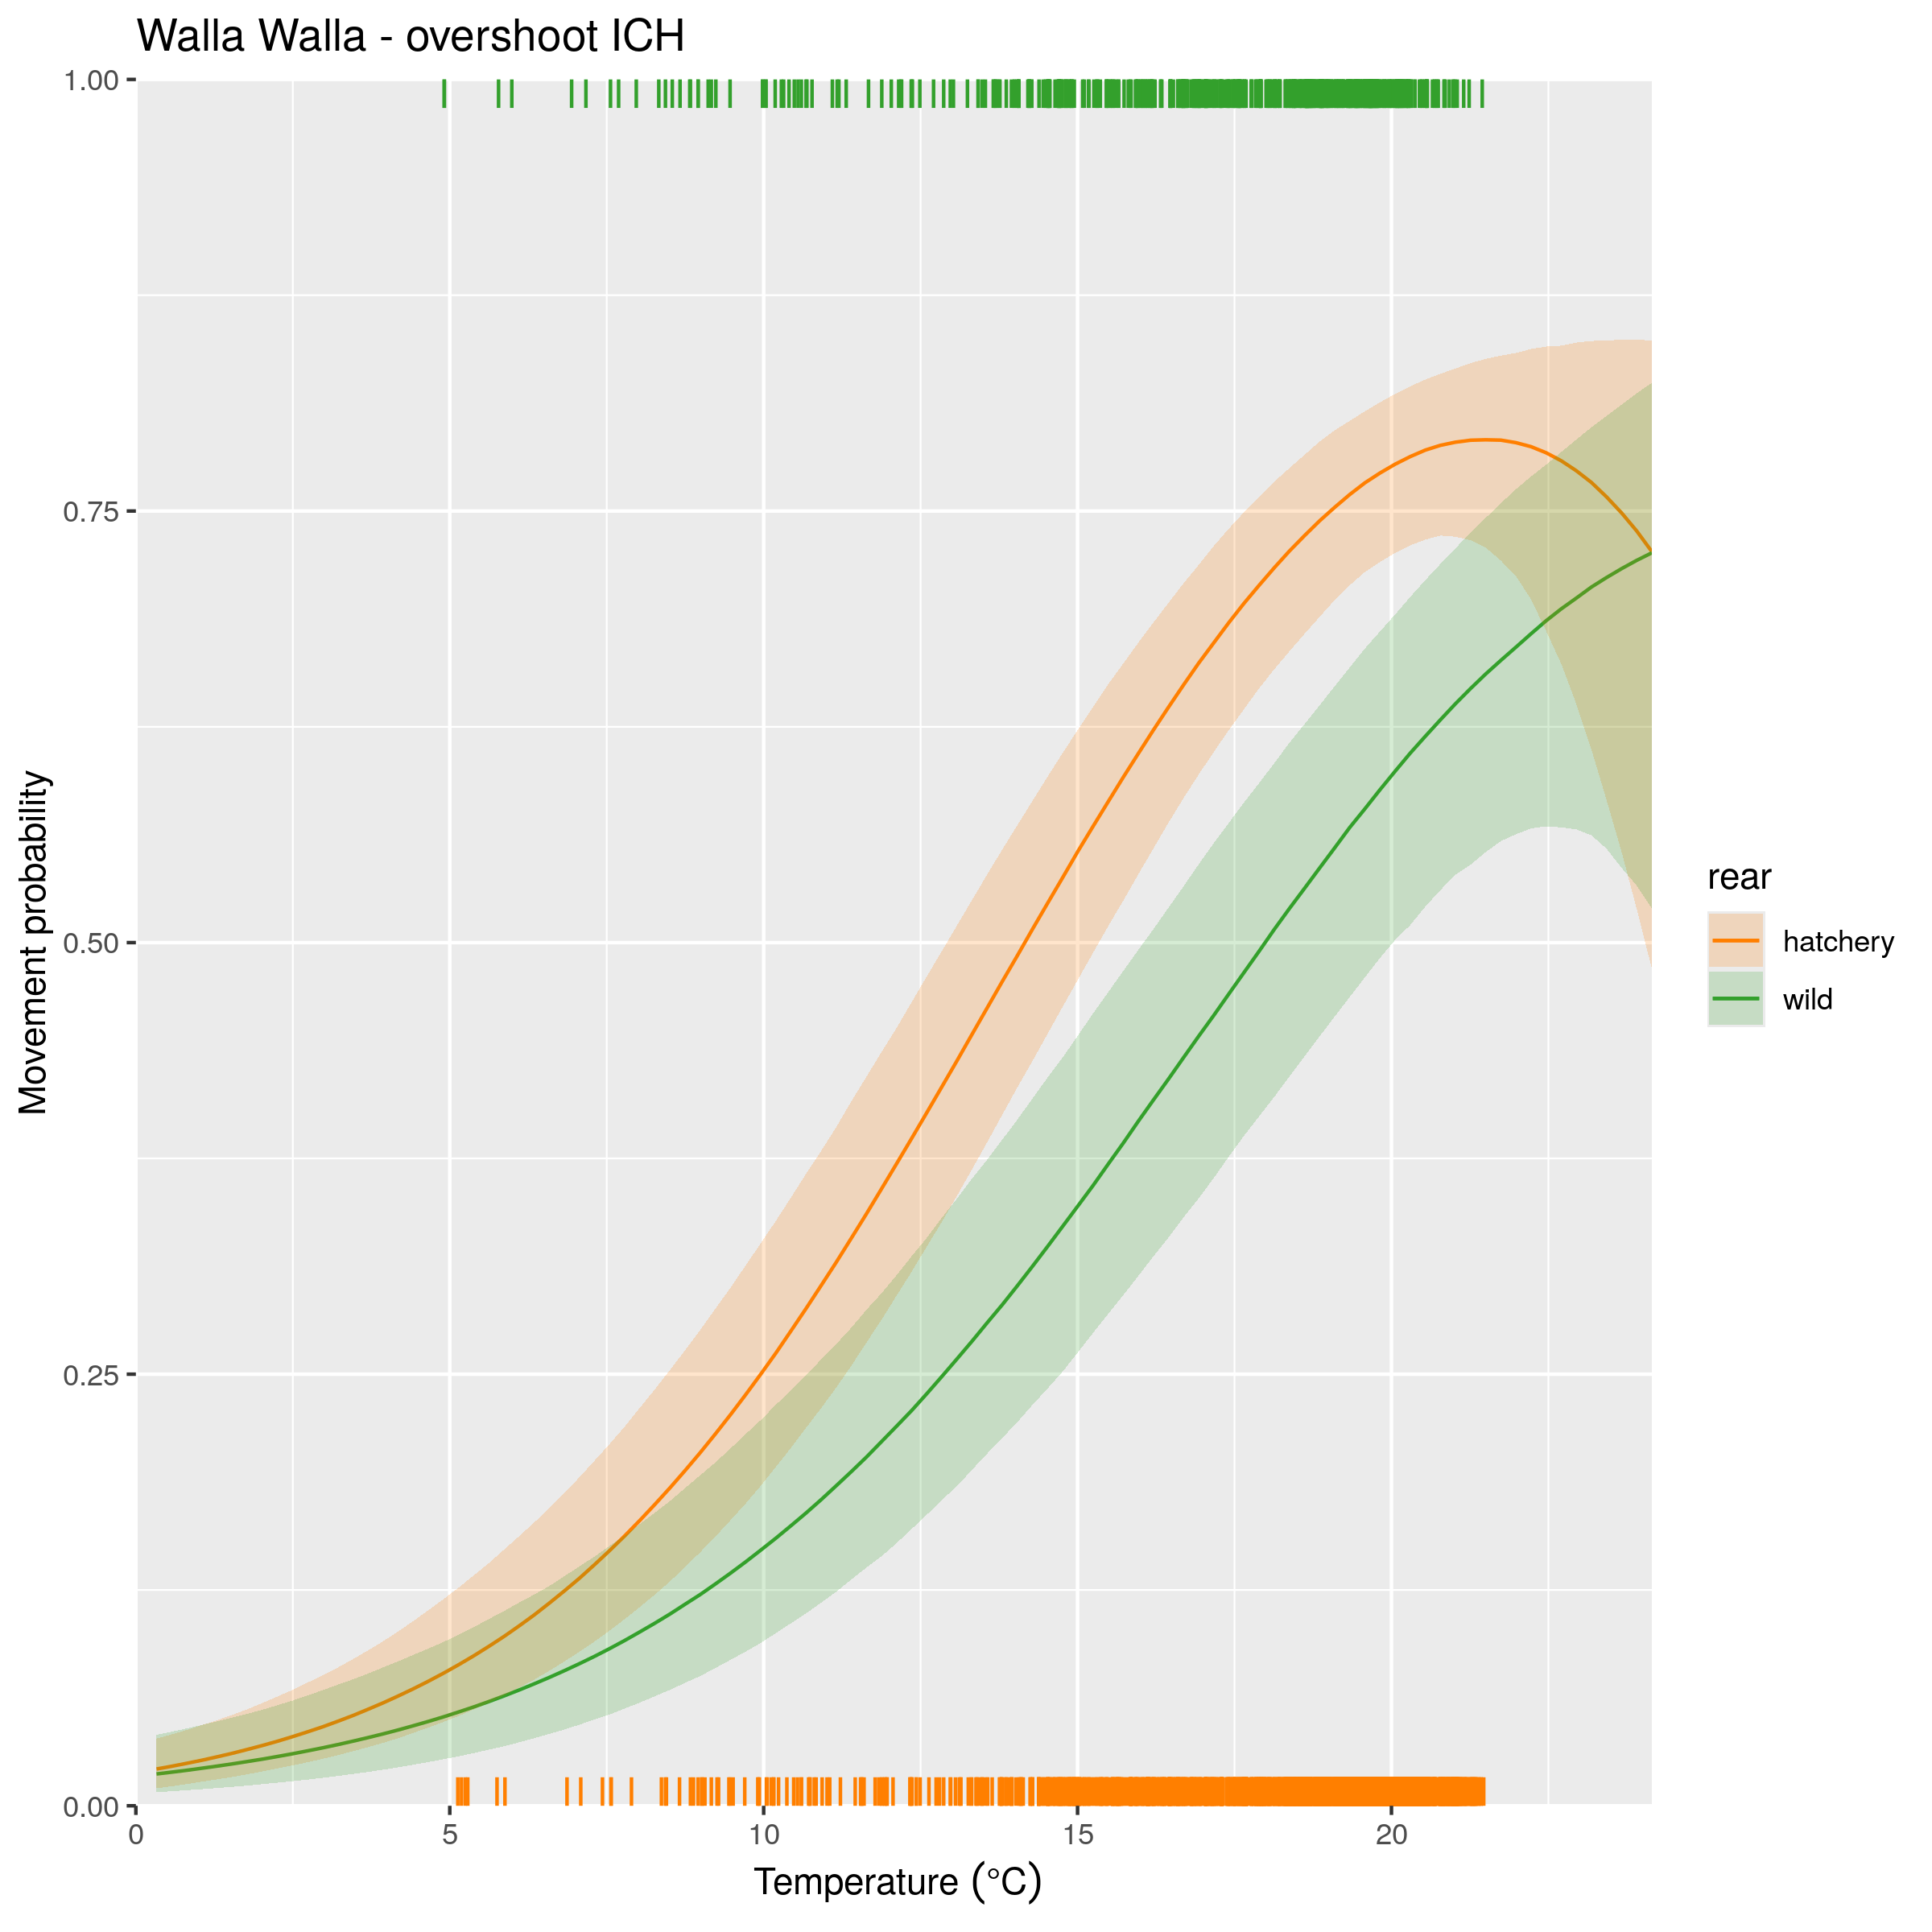 Walla Walla - overshoot ICH
1.00
0.75
0.50
0.25
0.00
Movement probability
0
5
10
15
20
Temperature (°C)
rear
hatchery
wild